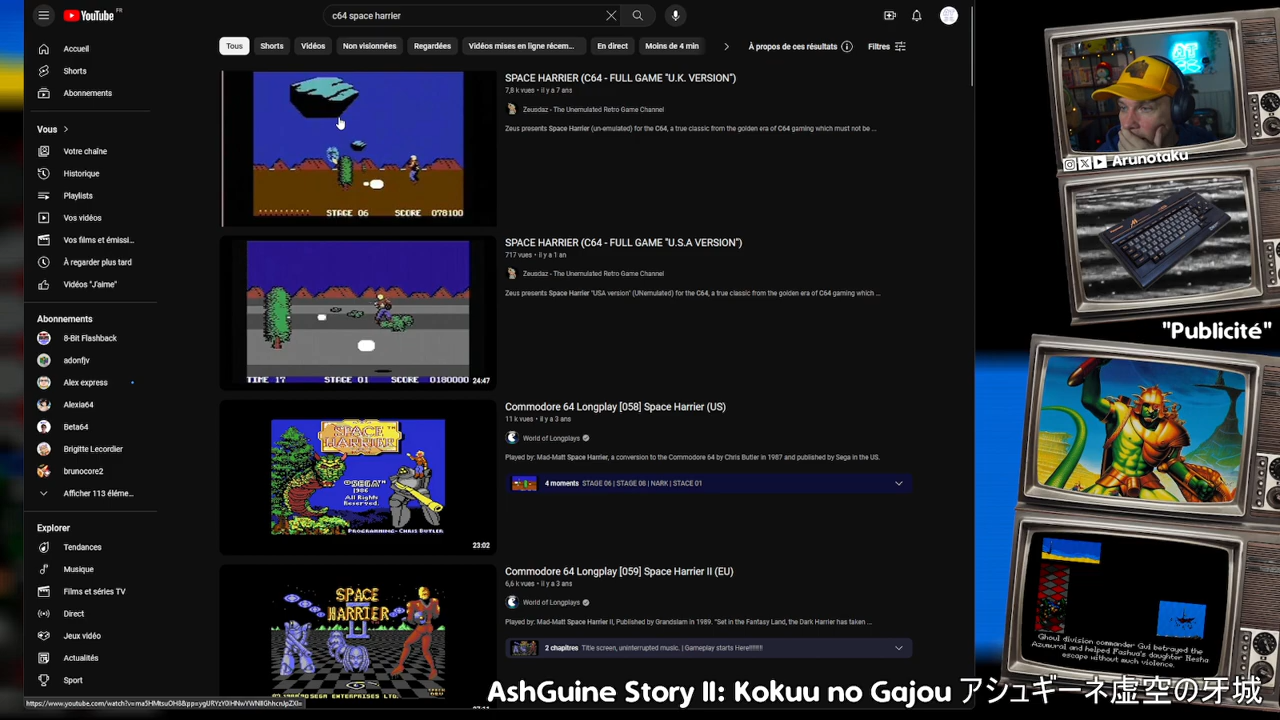 YouTube FR
c64 space harrier
Tous
Shorts
Vidéos
Non visionnées
Regardées
Vidéos mises en ligne récem...
En direct
Moins de 4 min
À propos de ces résultats
Filtres
Accueil
Shorts
Abonnements
Vous
Votre chaîne
Historique
Playlists
Vos vidéos
Vos films et émissi...
À regarder plus tard
Vidéos "J'aime"
Abonnements
8-Bit Flashback
adonfjv
Alex express
Alexia64
Beta64
Brigitte Lecordier
brunocore2
Afficher 113 éléme...
Explorer
Tendances
Musique
Films et séries TV
Direct
Jeux vidéo
Actualités
Sport
STAGE 06 SCORE 078100
SPACE HARRIER (C64 - FULL GAME "U.K. VERSION")
7,8 k vues • il y a 7 ans
Zeusdaz - The Unemulated Retro Game Channel
Zeus presents Space Harrier (un-emulated) for the C64, a true classic from the golden era of C64 gaming which must not be ...
TIME 17 STAGE 01 SCORE 0180000
24:47
SPACE HARRIER (C64 - FULL GAME "U.S.A VERSION")
717 vues • il y a 1 an
Zeusdaz - The Unemulated Retro Game Channel
Zeus presents Space Harrier "USA version" (UNemulated) for the C64, a true classic from the golden era of C64 gaming which ...
SPACE HARRIER
©SEGA 1986
All Rights Reserved.
PROGRAMMING-CHRIS BUTLER
23:02
Commodore 64 Longplay [058] Space Harrier (US)
11 k vues • il y a 3 ans
World of Longplays
Played by: Mad-Matt Space Harrier, a conversion to the Commodore 64 by Chris Butler in 1987 and published by Sega in the US.
4 moments STAGE 06 | STAGE 08 | NARK | STACE 01
SPACE HARRIER II
SEGA ENTERPRISES LTD.
Commodore 64 Longplay [059] Space Harrier II (EU)
6,6 k vues • il y a 3 ans
World of Longplays
Played by: Mad-Matt Space Harrier II, Published by Grandslam in 1989. "Set in the Fantasy Land, the Dark Harrier has taken ...
2 chapitres Title screen, uninterrupted music. | Gameplay starts Here!!!!!!!!
Arunotaku
"Publicité"
Ghoul division commander Gui betrayed the
Azumural and helped Fashua's daughter Nesha
escape without much violence.
AshGuine Story II: Kokuu no Gajou アシュギーネ虚空の牙城